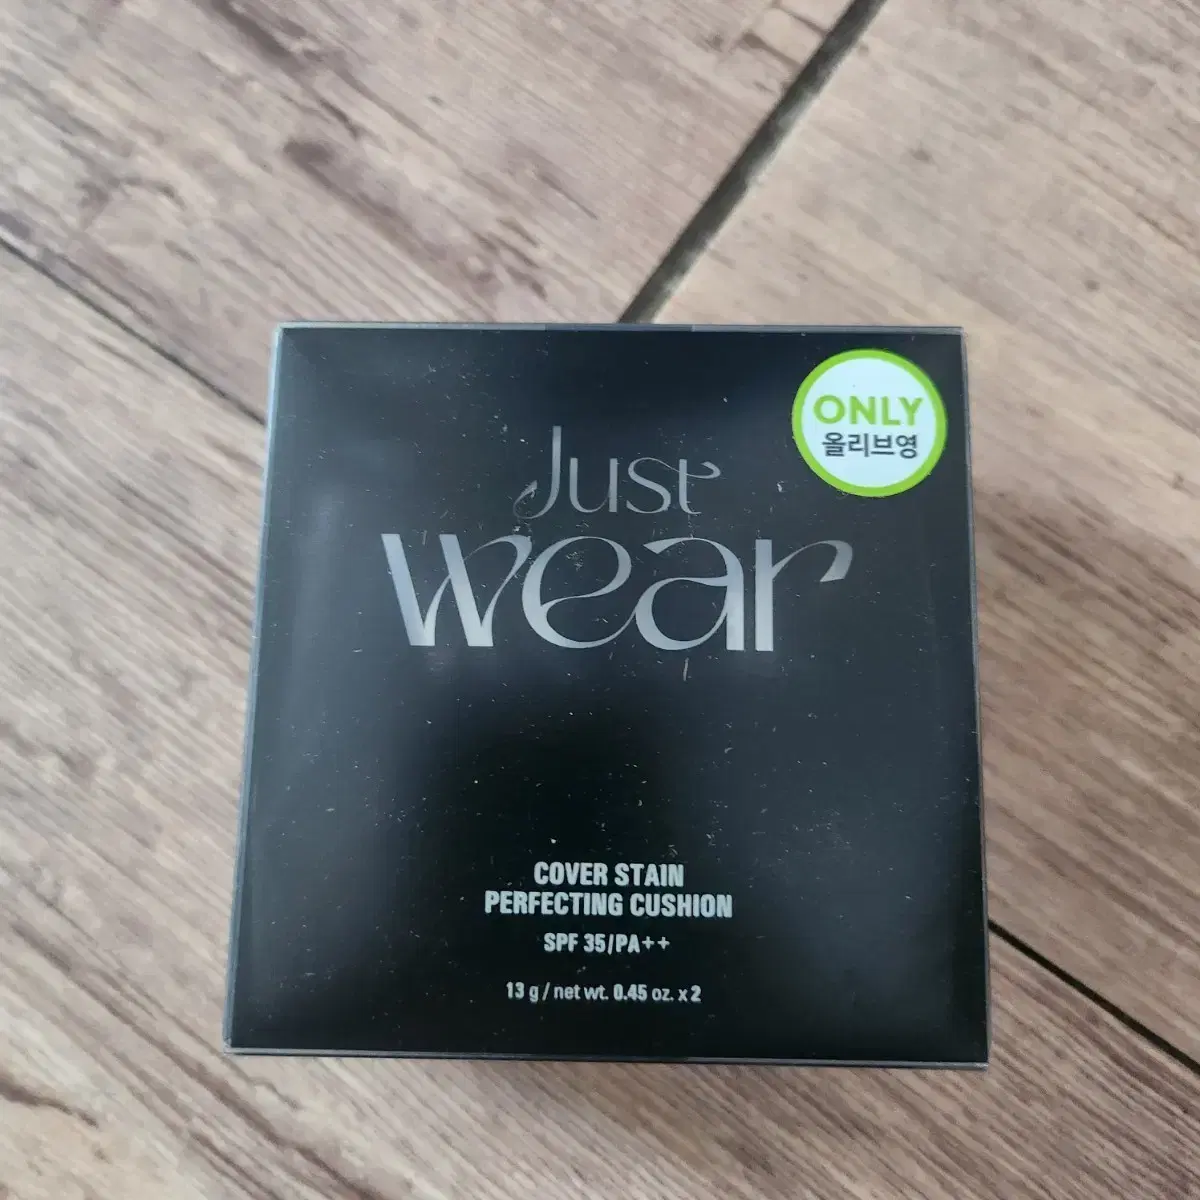 ONLY
올리브영
Just
wear
COVER STAIN
PERFECTING CUSHION
SPF 35/PA++
13 g / net wt. 0.45 oz. x 2